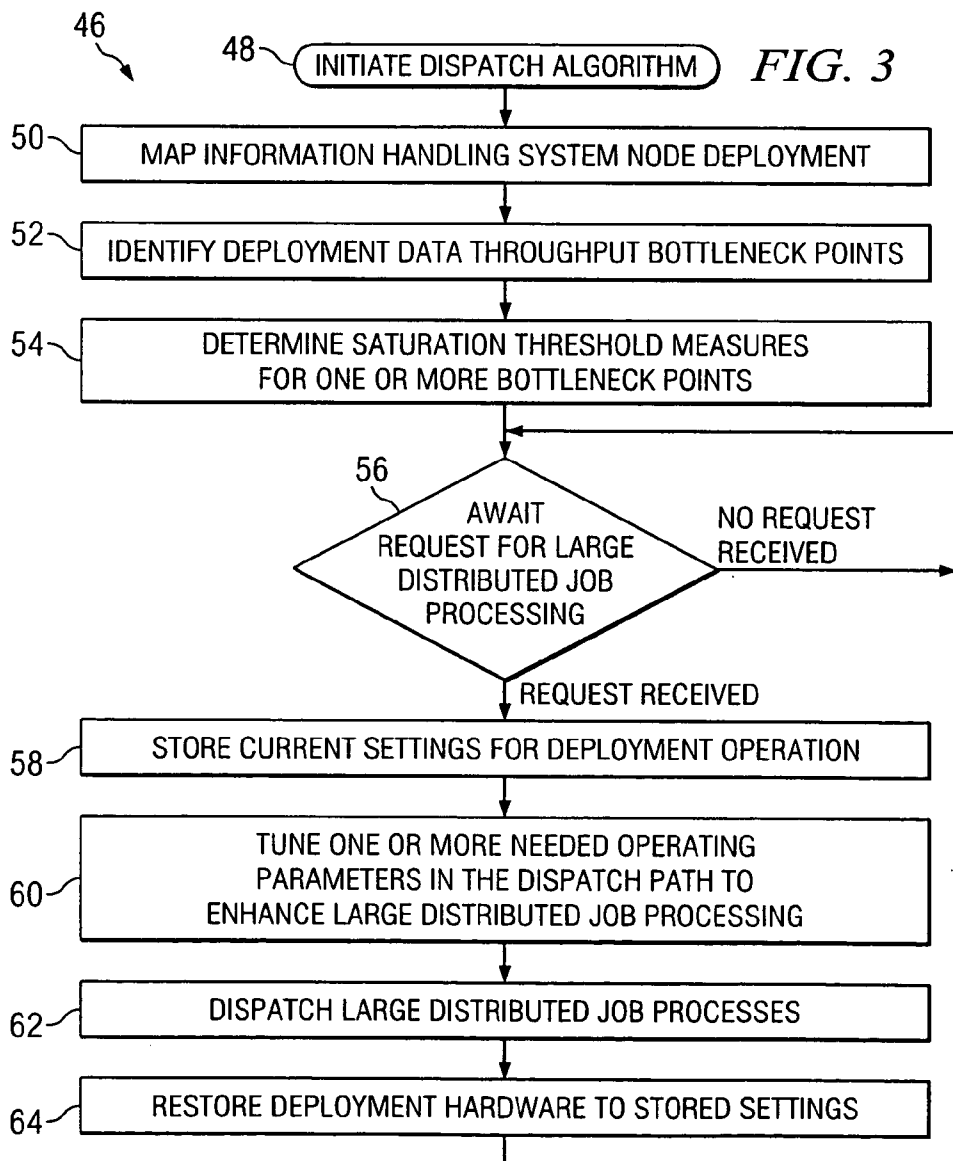 46
48
INITIATE DISPATCH ALGORITHM
FIG. 3
50
MAP INFORMATION HANDLING SYSTEM NODE DEPLOYMENT
52
IDENTIFY DEPLOYMENT DATA THROUGHPUT BOTTLENECK POINTS
54
DETERMINE SATURATION THRESHOLD MEASURES
FOR ONE OR MORE BOTTLENECK POINTS
56
AWAIT
REQUEST FOR LARGE
DISTRIBUTED JOB
PROCESSING
NO REQUEST
RECEIVED
REQUEST RECEIVED
58
STORE CURRENT SETTINGS FOR DEPLOYMENT OPERATION
60
TUNE ONE OR MORE NEEDED OPERATING
PARAMETERS IN THE DISPATCH PATH TO
ENHANCE LARGE DISTRIBUTED JOB PROCESSING
62
DISPATCH LARGE DISTRIBUTED JOB PROCESSES
64
RESTORE DEPLOYMENT HARDWARE TO STORED SETTINGS